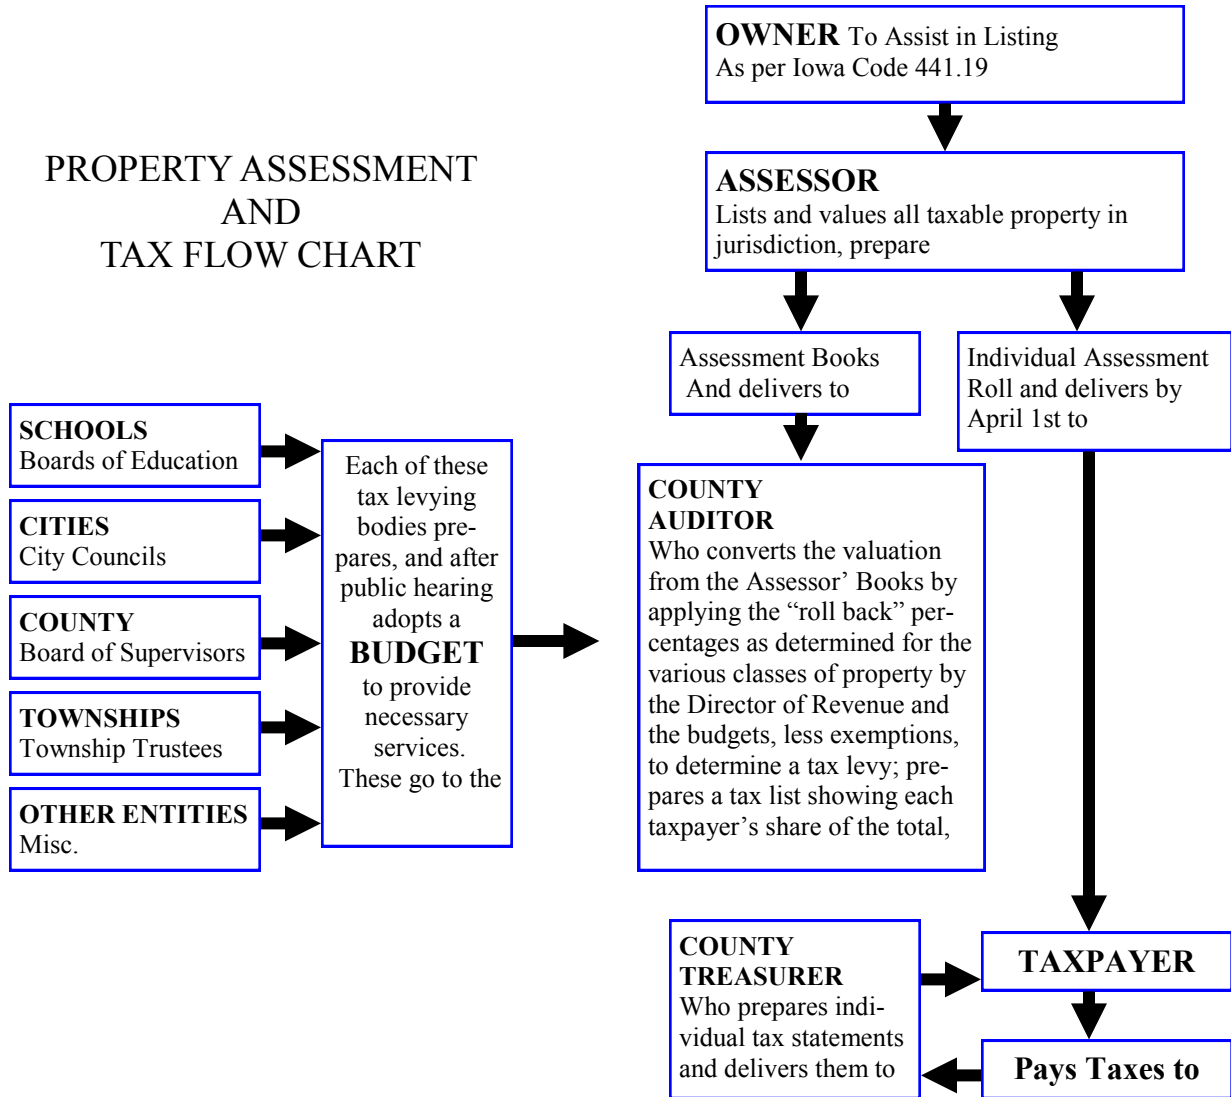 PROPERTY ASSESSMENT
AND
TAX FLOW CHART
OWNER To Assist in Listing
As per Iowa Code 441.19
ASSESSOR
Lists and values all taxable property in
jurisdiction, prepare
Assessment Books
And delivers to
Individual Assessment
Roll and delivers by
April 1st to
SCHOOLS
Boards of Education
CITIES
City Councils
COUNTY
Board of Supervisors
TOWNSHIPS
Township Trustees
OTHER ENTITIES
Misc.
Each of these
tax levying
bodies pre-
pares, and after
public hearing
adopts a
BUDGET
to provide
necessary
services.
These go to the
COUNTY
AUDITOR
Who converts the valuation
from the Assessor’ Books by
applying the “roll back” per-
centages as determined for the
various classes of property by
the Director of Revenue and
the budgets, less exemptions,
to determine a tax levy; pre-
pares a tax list showing each
taxpayer’s share of the total,
COUNTY
TREASURER
Who prepares indi-
vidual tax statements
and delivers them to
TAXPAYER
Pays Taxes to